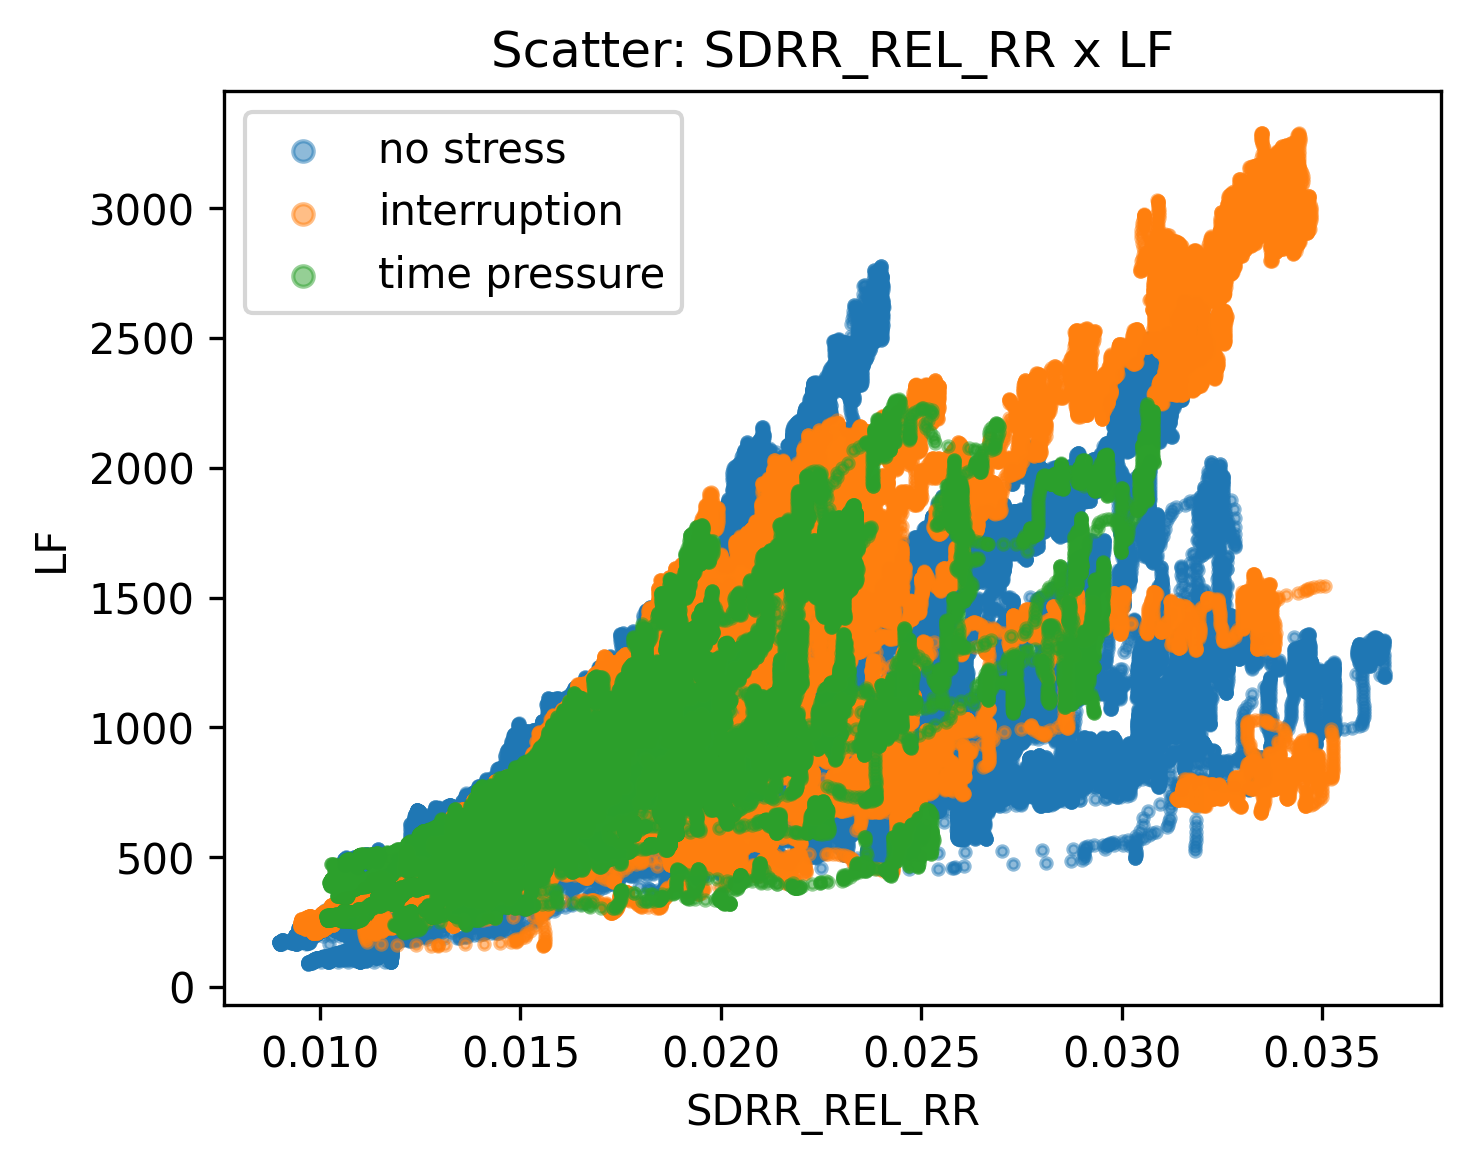 Scatter: SDRR_REL_RR x LF
no stress
interruption
time pressure
3000
2500
2000
1500
1000
500
0
LF
0.010 0.015 0.020 0.025 0.030 0.035
SDRR_REL_RR